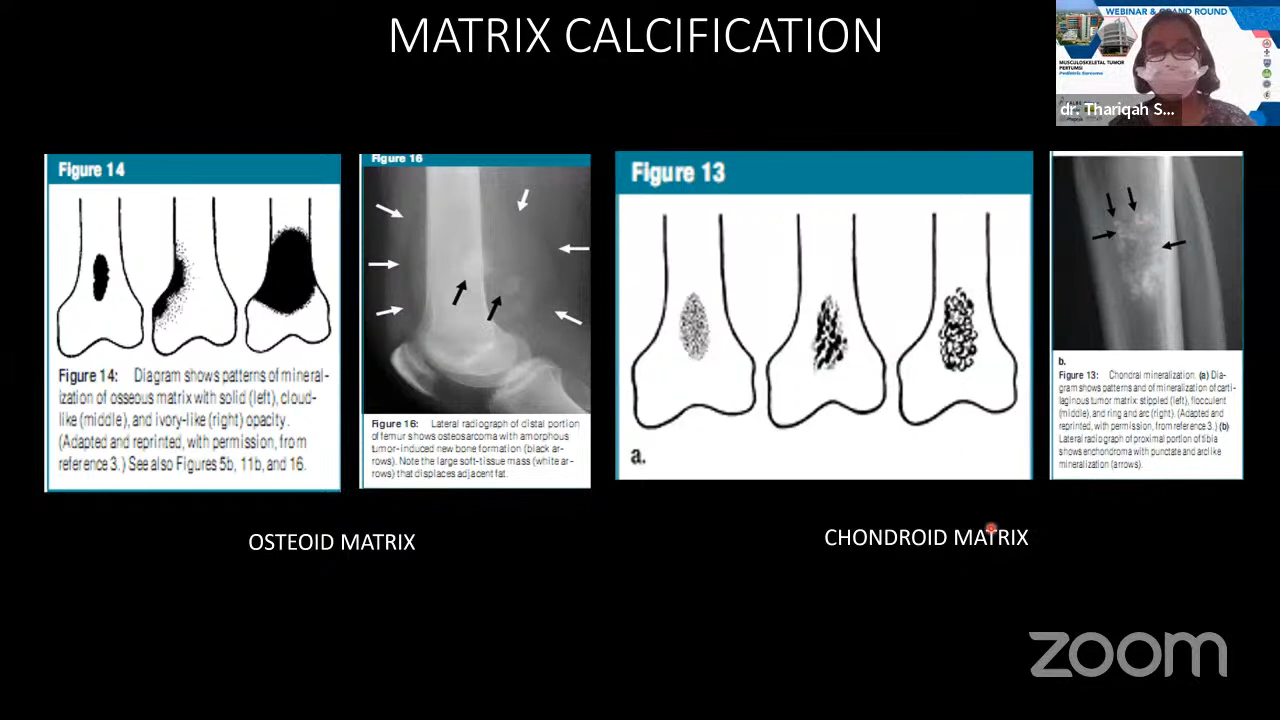 MATRIX CALCIFICATION
WEBINAR & GRAND ROUND
MUSCULOSKELETAL TUMOR
PERTUMSI
Pediatric Sarcoma
dr. Thariqah S...
Figure 14
Figure 14: Diagram shows patterns of mineral-
ization of osseous matrix with solid (left), cloud-
like (middle), and ivory-like (right) opacity.
(Adapted and reprinted, with permission, from
reference 3.) See also Figures 5b, 11b, and 16.
Figure 16
Figure 16: Lateral radiograph of distal portion
of femur shows osteosarcoma with amorphous
tumor-induced new bone formation (black ar-
rows). Note the large soft-tissue mass (white ar-
rows) that displaces adjacent fat.
Figure 13
a.
b.
Figure 13: Chondral mineralization. (a) Dia-
gram shows patterns and of mineralization of carti-
laginous tumor matrix: stippled (left), flocculent
(middle), and ring and arc (right). (Adapted and
reprinted, with permission, from reference 3.) (b)
Lateral radiograph of proximal portion of tibia
shows enchondroma with punctate and arclike
mineralization (arrows).
OSTEOID MATRIX
CHONDROID MATRIX
zoom